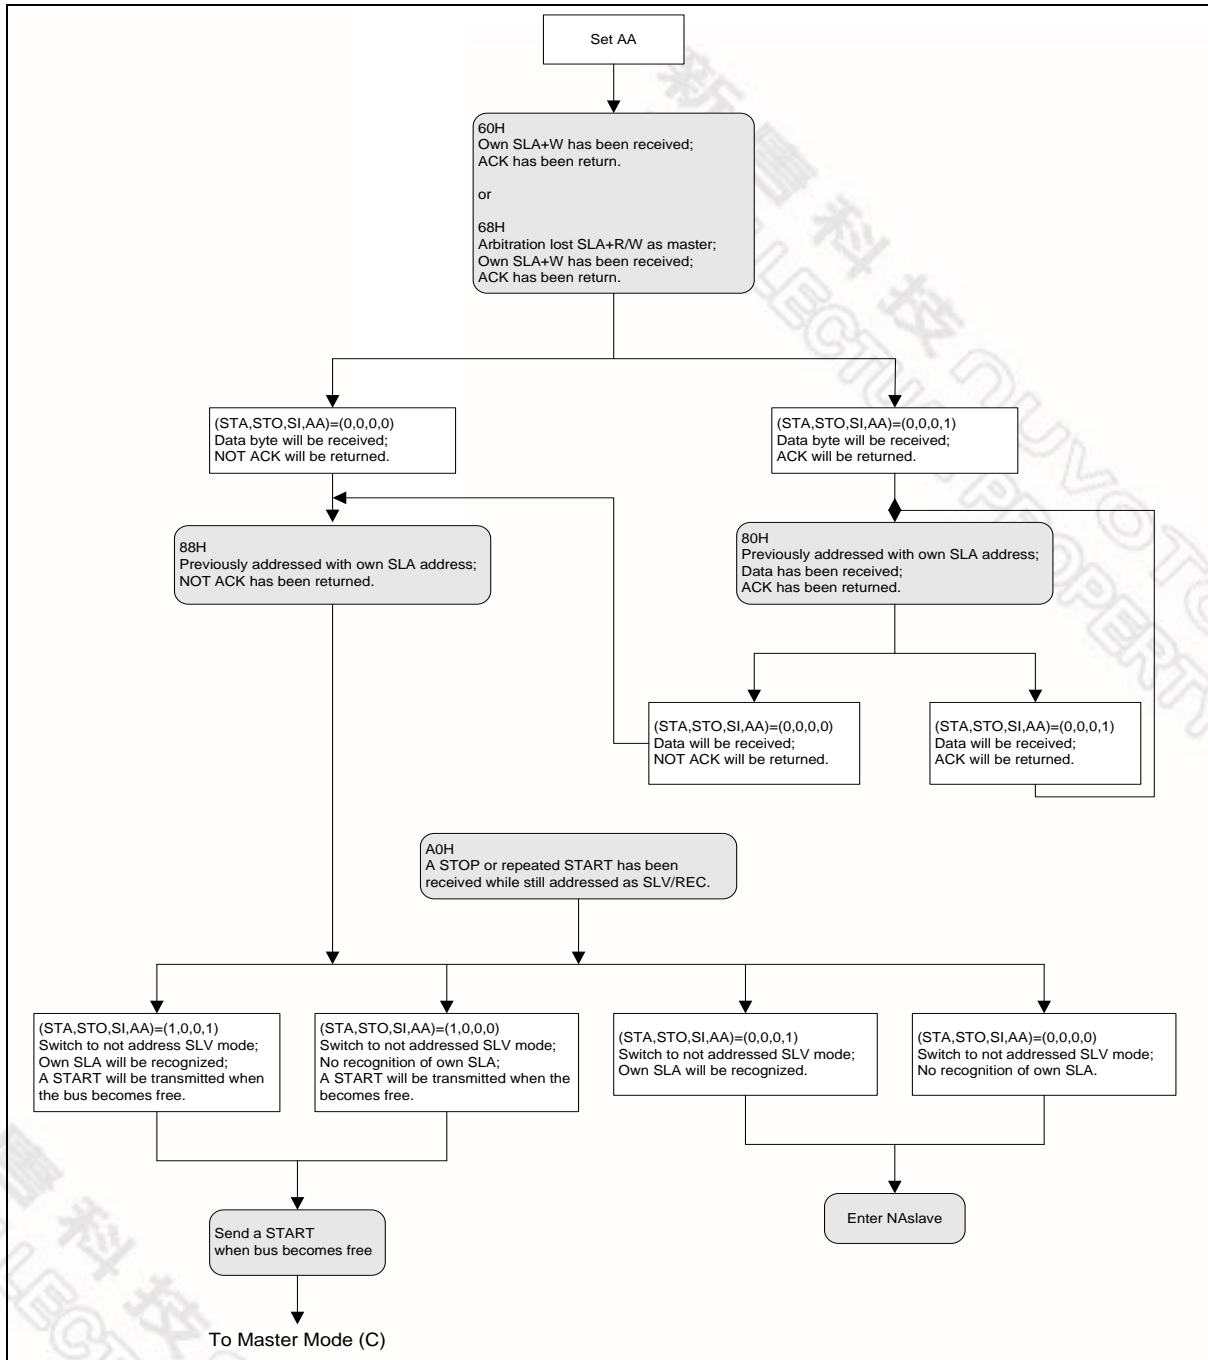 Set AA
60H
Own SLA+W has been received;
ACK has been return.
or
68H
Arbitration lost SLA+R/W as master;
Own SLA+W has been received;
ACK has been return.
(STA,STO,SI,AA)=(0,0,0,0)
Data byte will be received;
NOT ACK will be returned.
(STA,STO,SI,AA)=(0,0,0,1)
Data byte will be received;
ACK will be returned.
88H
Previously addressed with own SLA address;
NOT ACK has been returned.
80H
Previously addressed with own SLA address;
Data has been received;
ACK has been returned.
(STA,STO,SI,AA)=(0,0,0,0)
Data will be received;
NOT ACK will be returned.
(STA,STO,SI,AA)=(0,0,0,1)
Data will be received;
ACK will be returned.
A0H
A STOP or repeated START has been
received while still addressed as SLV/REC.
(STA,STO,SI,AA)=(1,0,0,1)
Switch to not address SLV mode;
Own SLA will be recognized;
A START will be transmitted when
the bus becomes free.
(STA,STO,SI,AA)=(1,0,0,0)
Switch to not addressed SLV mode;
No recognition of own SLA;
A START will be transmitted when the
becomes free.
(STA,STO,SI,AA)=(0,0,0,1)
Switch to not addressed SLV mode;
Own SLA will be recognized.
(STA,STO,SI,AA)=(0,0,0,0)
Switch to not addressed SLV mode;
No recognition of own SLA.
Send a START
when bus becomes free
Enter NAslave
To Master Mode (C)